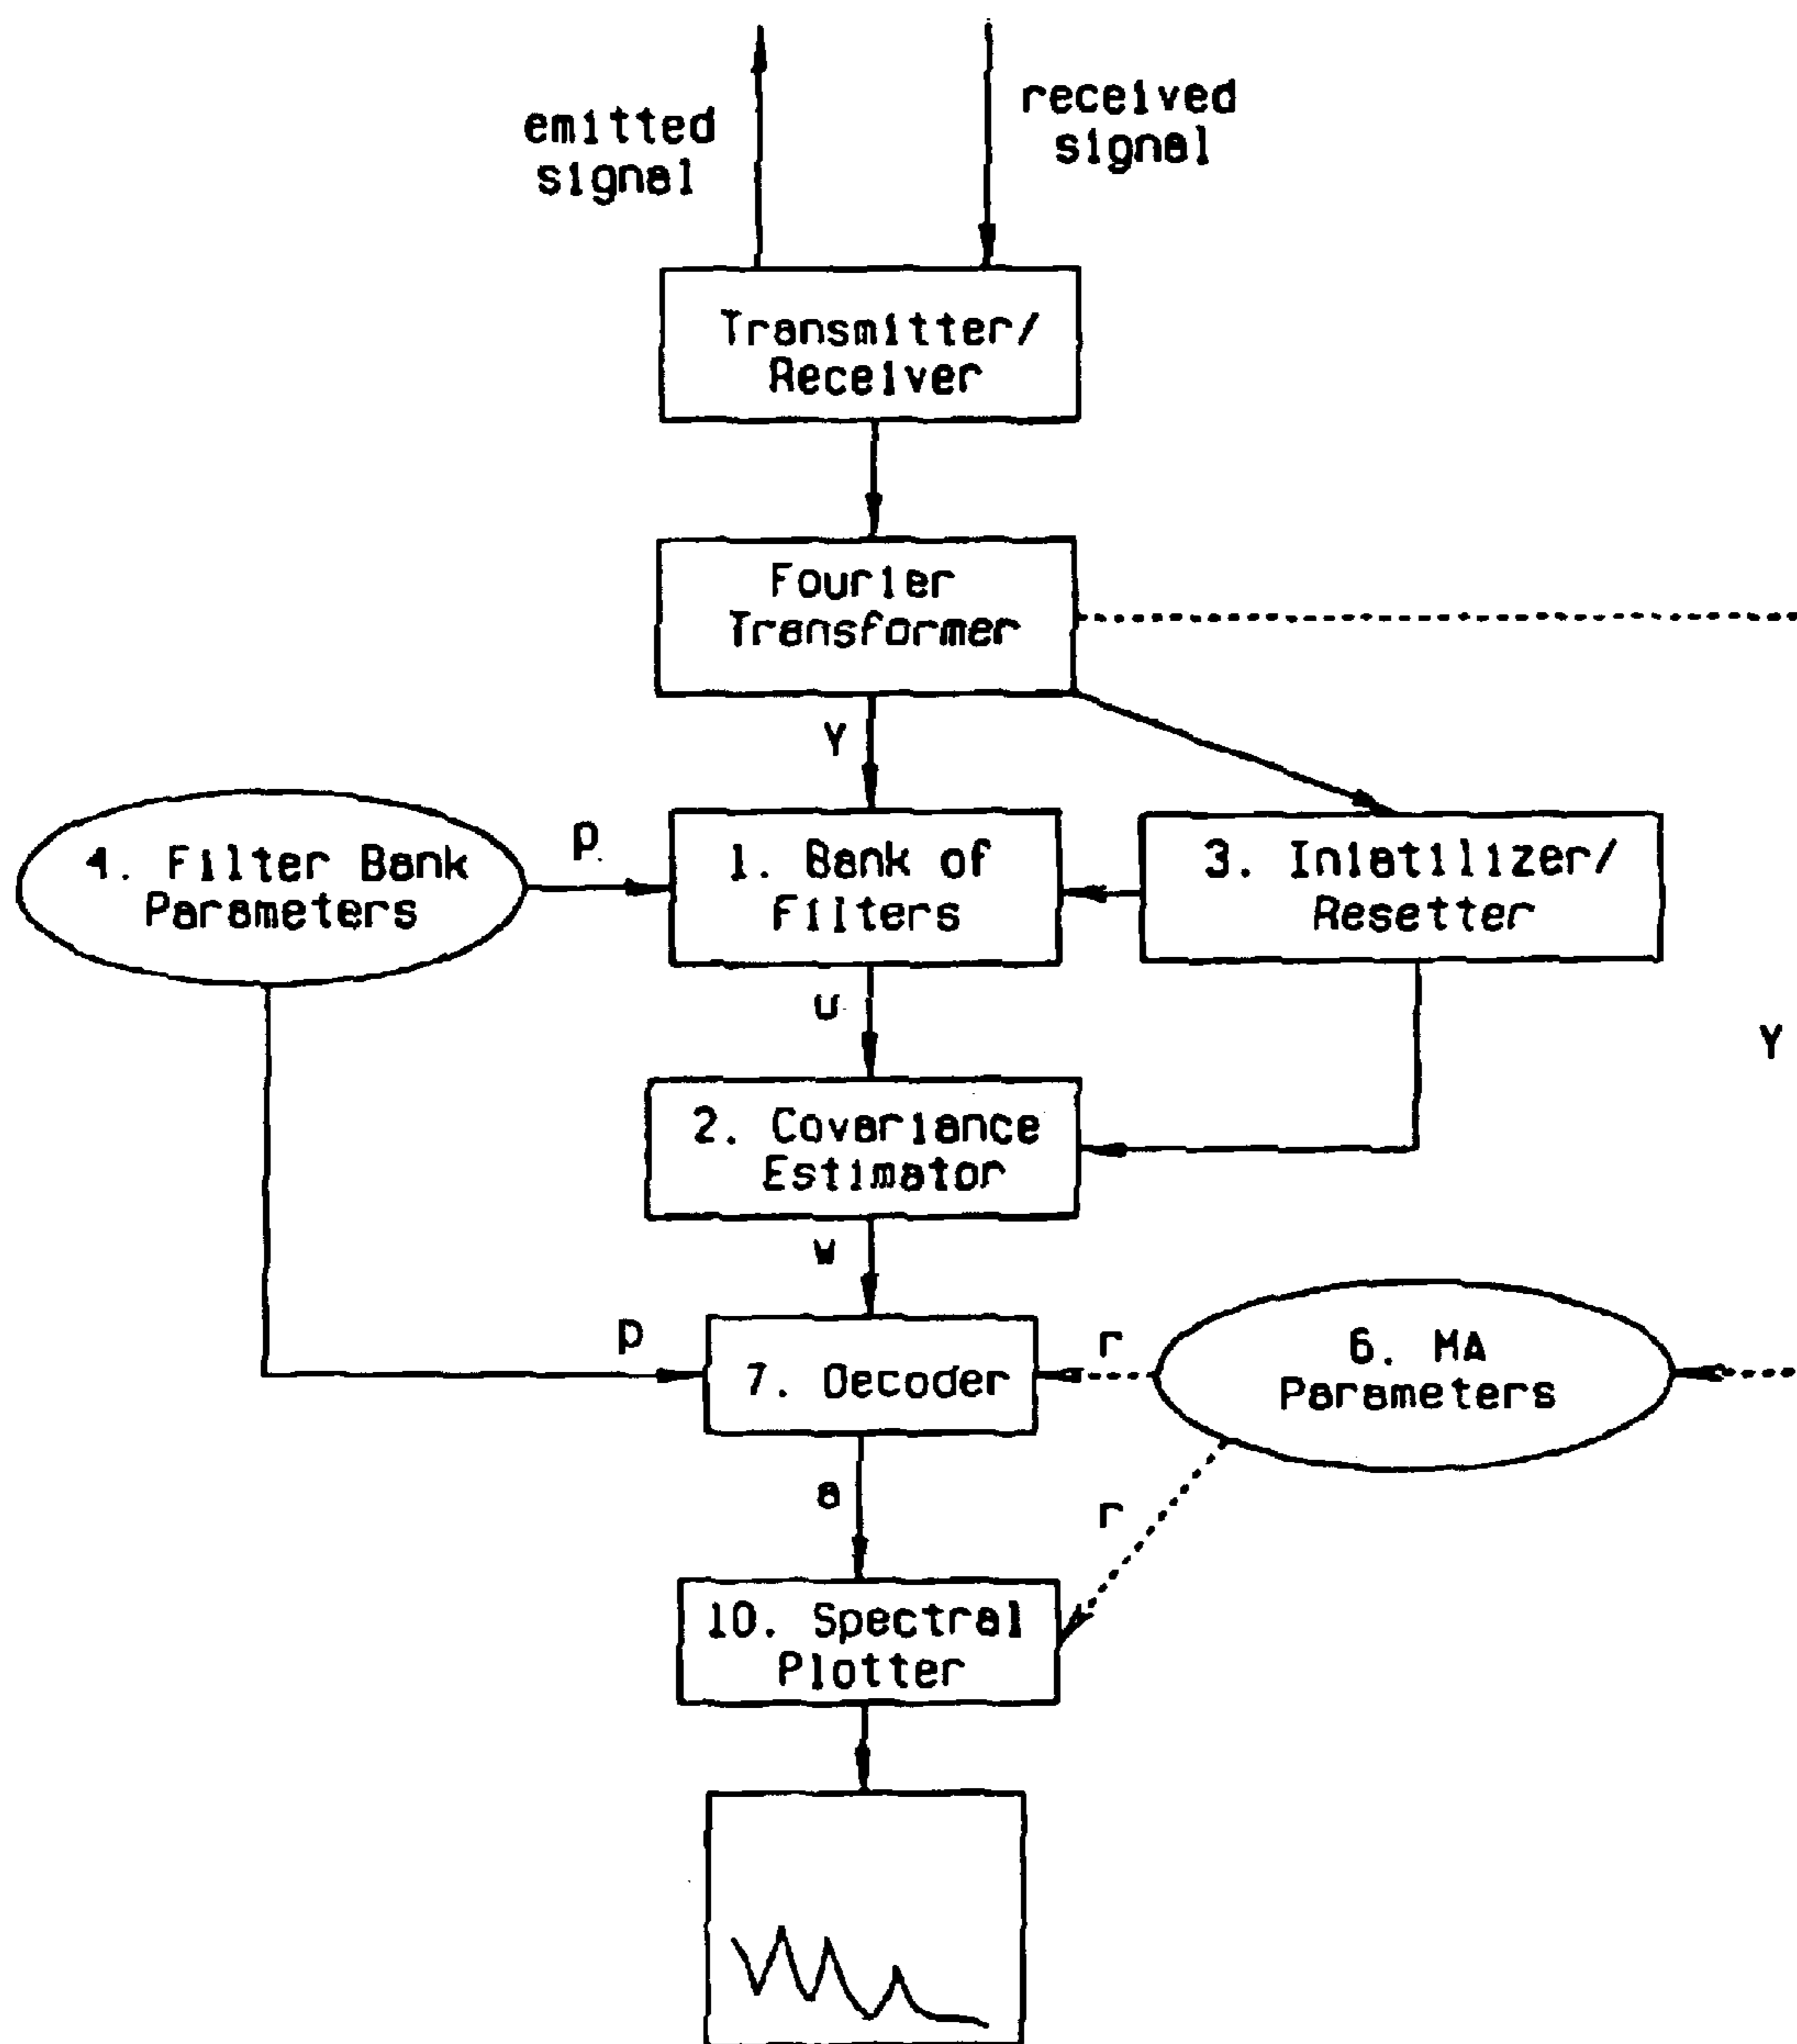 emitted
signal
received
signal
Transmitter/
Receiver
Fourier
Transformer
Y
4. Filter Bank
Parameters
p
1. Bank of
Filters
3. Iniatilizer/
Resetter
u
Y
2. Covariance
Estimator
w
p
7. Decoder
r
6. MA
Parameters
a
r
10. Spectral
Plotter